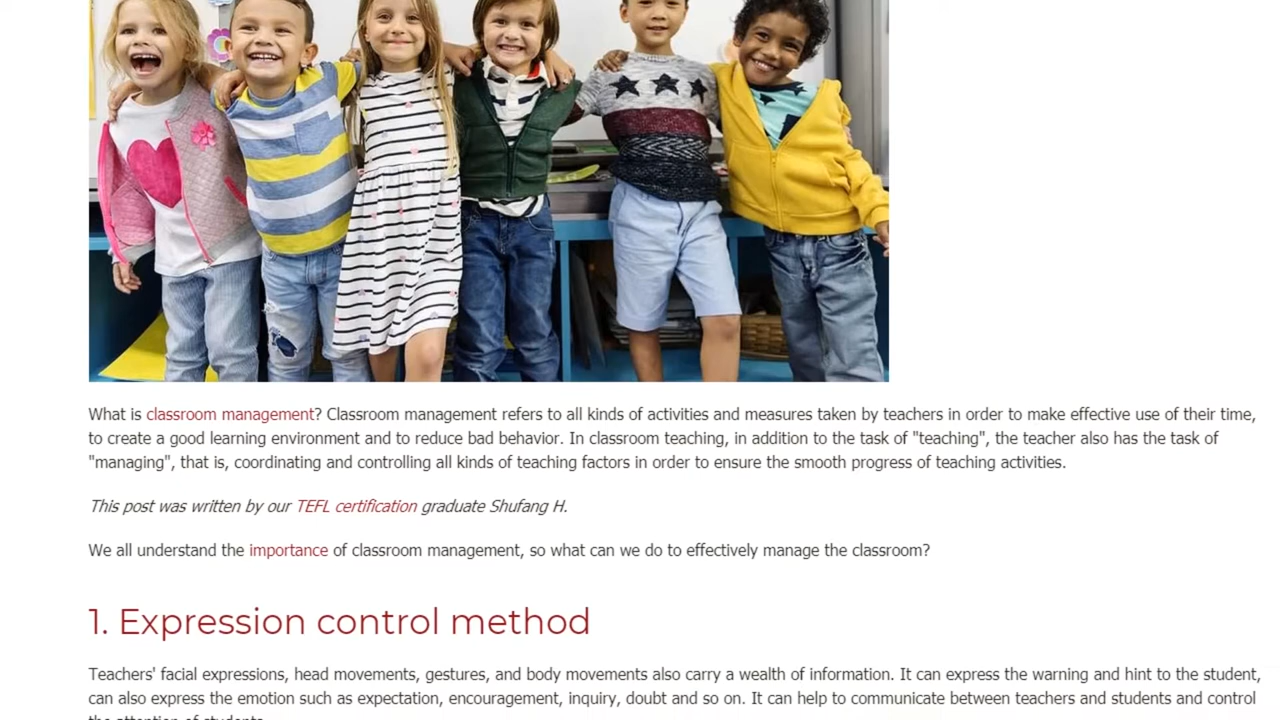 What is classroom management? Classroom management refers to all kinds of activities and measures taken by teachers in order to make effective use of their time,
to create a good learning environment and to reduce bad behavior. In classroom teaching, in addition to the task of "teaching", the teacher also has the task of
"managing", that is, coordinating and controlling all kinds of teaching factors in order to ensure the smooth progress of teaching activities.
This post was written by our TEFL certification graduate Shufang H.
We all understand the importance of classroom management, so what can we do to effectively manage the classroom?
1. Expression control method
Teachers' facial expressions, head movements, gestures, and body movements also carry a wealth of information. It can express the warning and hint to the student,
can also express the emotion such as expectation, encouragement, inquiry, doubt and so on. It can help to communicate between teachers and students and control
the attention of students